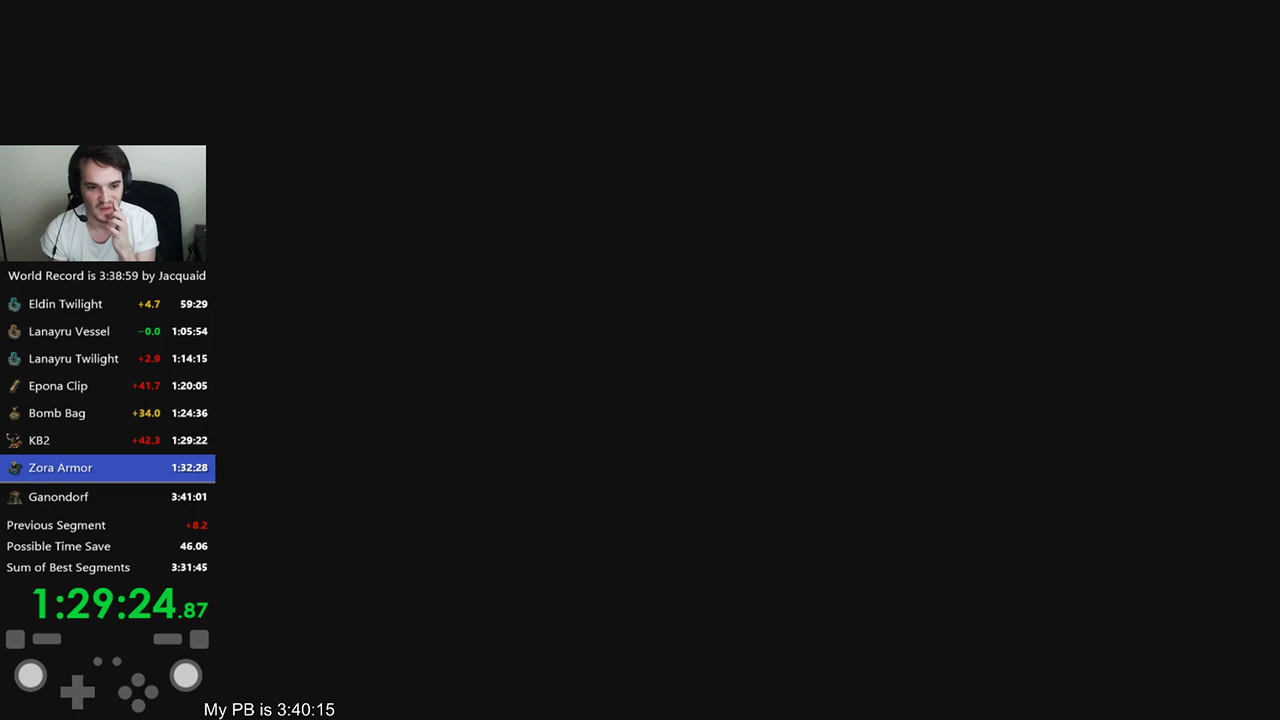 World Record is 3:38:59 by Jacquaid
Eldin Twilight +4.7 59:29
Lanayru Vessel −0.0 1:05:54
Lanayru Twilight +2.9 1:14:15
Epona Clip +41.7 1:20:05
Bomb Bag +34.0 1:24:36
KB2 +42.3 1:29:22
Zora Armor 1:32:28
Ganondorf 3:41:01
Previous Segment +8.2
Possible Time Save 46.06
Sum of Best Segments 3:31:45
1:29:24.87
My PB is 3:40:15